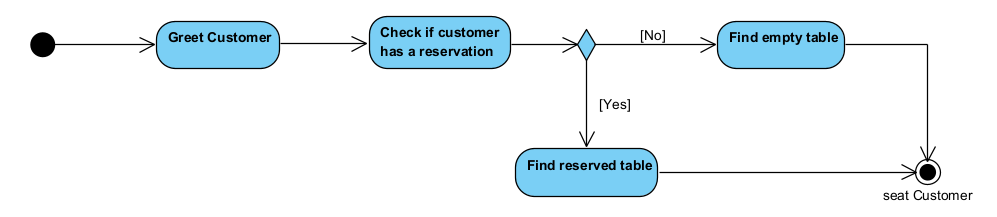 Greet Customer
Check if customer
has a reservation
[No]
Find empty table
[Yes]
Find reserved table
seat Customer